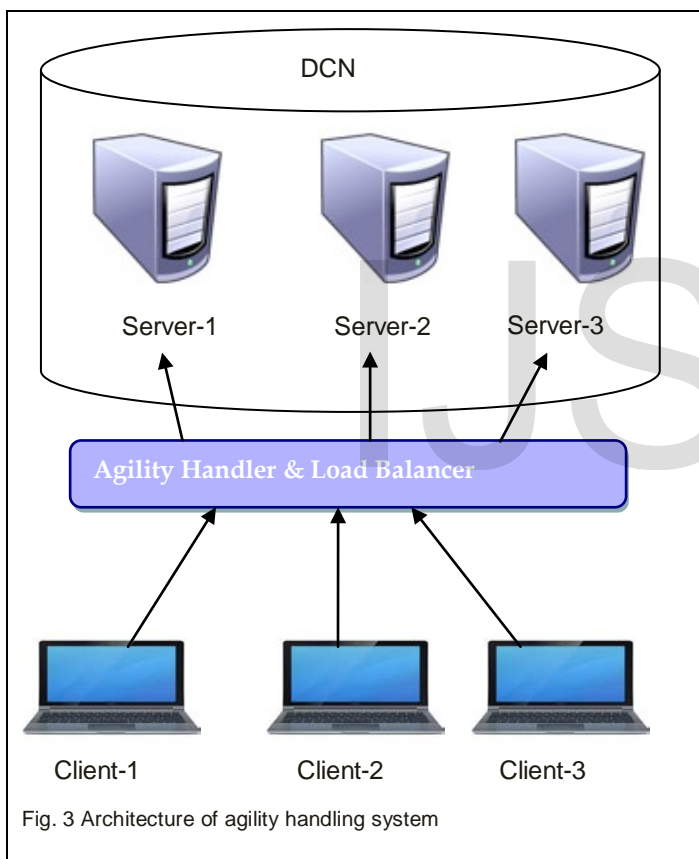 DCN
Server-1
Server-2
Server-3
IJS
Agility Handler & Load Balancer
Client-1
Client-2
Client-3
Fig. 3 Architecture of agility handling system